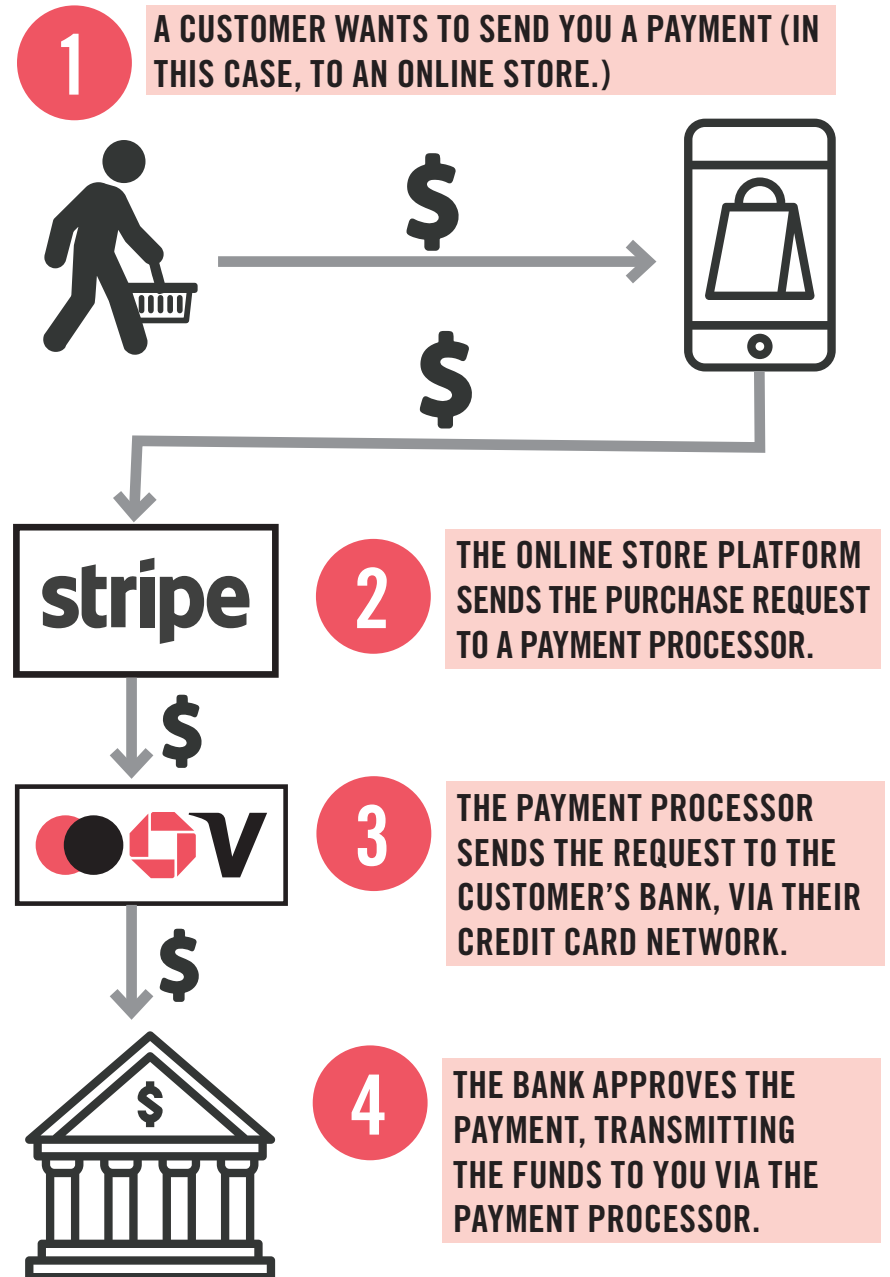 1
A CUSTOMER WANTS TO SEND YOU A PAYMENT (IN
THIS CASE, TO AN ONLINE STORE.)
$
$
stripe
2
THE ONLINE STORE PLATFORM
SENDS THE PURCHASE REQUEST
TO A PAYMENT PROCESSOR.
$
V
3
THE PAYMENT PROCESSOR
SENDS THE REQUEST TO THE
CUSTOMER’S BANK, VIA THEIR
CREDIT CARD NETWORK.
$
$
4
THE BANK APPROVES THE
PAYMENT, TRANSMITTING
THE FUNDS TO YOU VIA THE
PAYMENT PROCESSOR.